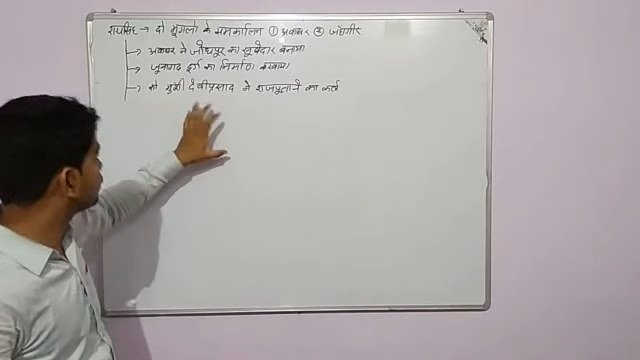 रायसिंह → दो मुगलों के समकालिन ① अकबर ② जहाँगीर
→ अकबर ने जोधपुर का सूबेदार बनाया
→ जूनागढ़ दुर्ग का निर्माण करवाया
→ मुंशी देवीप्रसाद ने राजपूताने का कर्ण